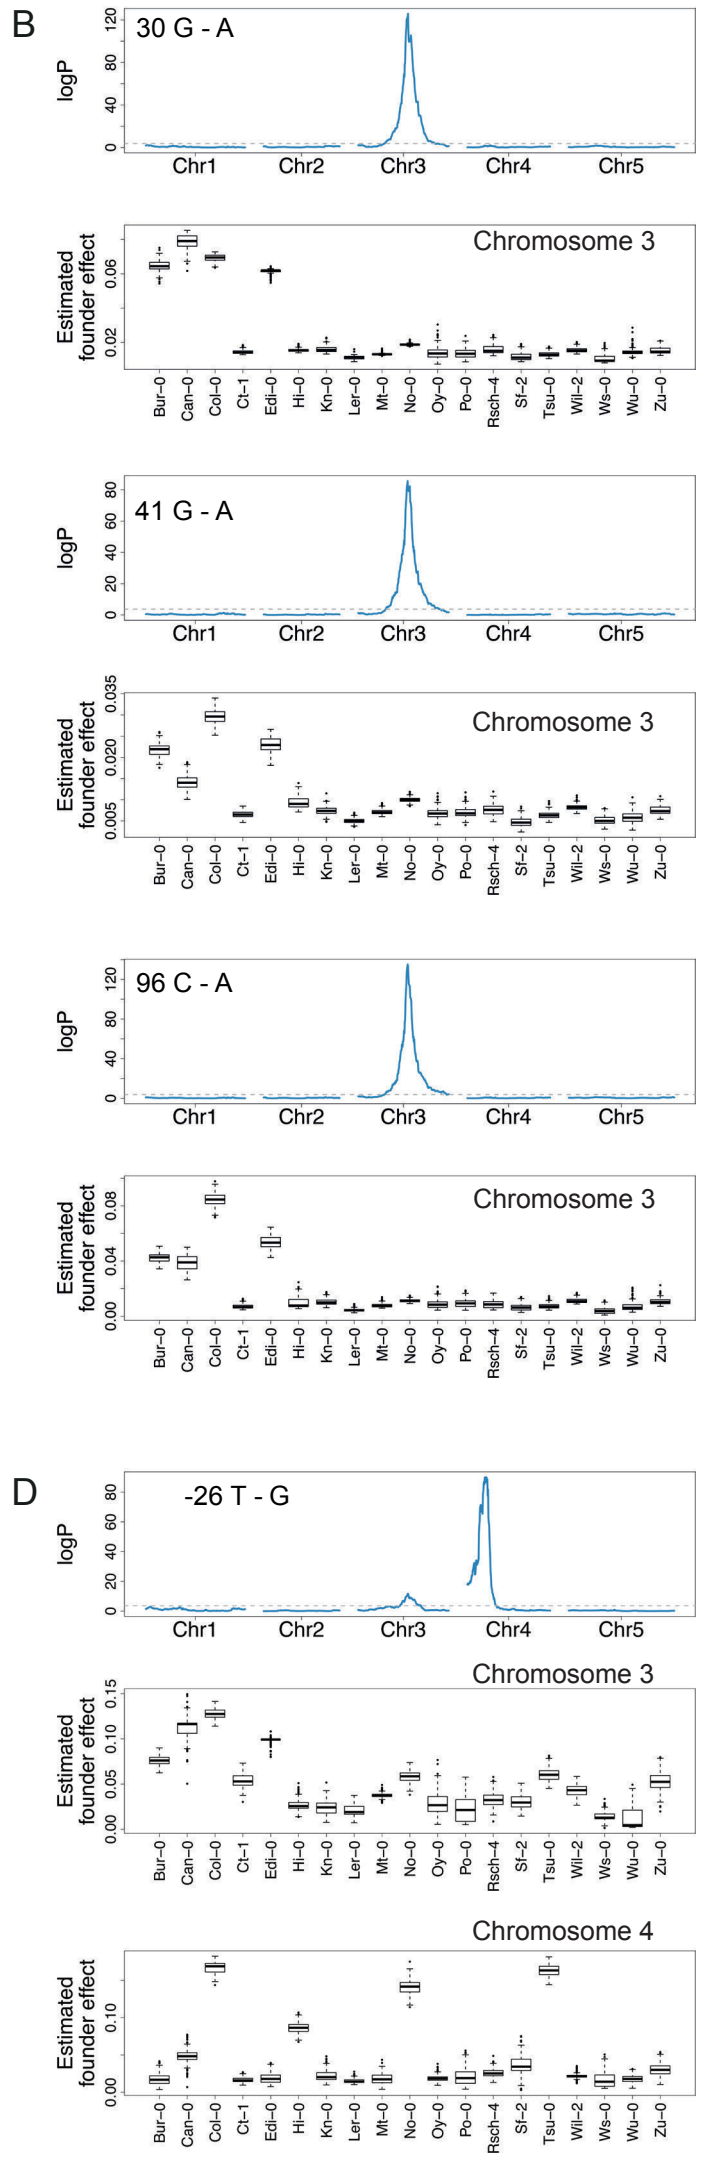 B
30 G - A
logP
0 40 80 120
Chr1 Chr2 Chr3 Chr4 Chr5
Chromosome 3
Estimated
founder effect
0.02 0.06
Bur−0 Can−0 Col−0 Ct−1 Edi−0 Hi−0 Kn−0 Ler−0 Mt−0 No−0 Oy−0 Po−0 Rsch−4 Sf−2 Tsu−0 Wil−2 Ws−0 Wu−0 Zu−0
41 G - A
logP
0 20 40 60 80
Chr1 Chr2 Chr3 Chr4 Chr5
Chromosome 3
Estimated
founder effect
0.005 0.020 0.035
Bur−0 Can−0 Col−0 Ct−1 Edi−0 Hi−0 Kn−0 Ler−0 Mt−0 No−0 Oy−0 Po−0 Rsch−4 Sf−2 Tsu−0 Wil−2 Ws−0 Wu−0 Zu−0
96 C - A
logP
0 40 80 120
Chr1 Chr2 Chr3 Chr4 Chr5
Chromosome 3
Estimated
founder effect
0.00 0.04 0.08
Bur−0 Can−0 Col−0 Ct−1 Edi−0 Hi−0 Kn−0 Ler−0 Mt−0 No−0 Oy−0 Po−0 Rsch−4 Sf−2 Tsu−0 Wil−2 Ws−0 Wu−0 Zu−0
D
-26 T - G
logP
0 20 40 60 80
Chr1 Chr2 Chr3 Chr4 Chr5
Chromosome 3
Estimated
founder effect
0.00 0.05 0.10 0.15
Bur−0 Can−0 Col−0 Ct−1 Edi−0 Hi−0 Kn−0 Ler−0 Mt−0 No−0 Oy−0 Po−0 Rsch−4 Sf−2 Tsu−0 Wil−2 Ws−0 Wu−0 Zu−0
Chromosome 4
Estimated
founder effect
0.00 0.10
Bur−0 Can−0 Col−0 Ct−1 Edi−0 Hi−0 Kn−0 Ler−0 Mt−0 No−0 Oy−0 Po−0 Rsch−4 Sf−2 Tsu−0 Wil−2 Ws−0 Wu−0 Zu−0